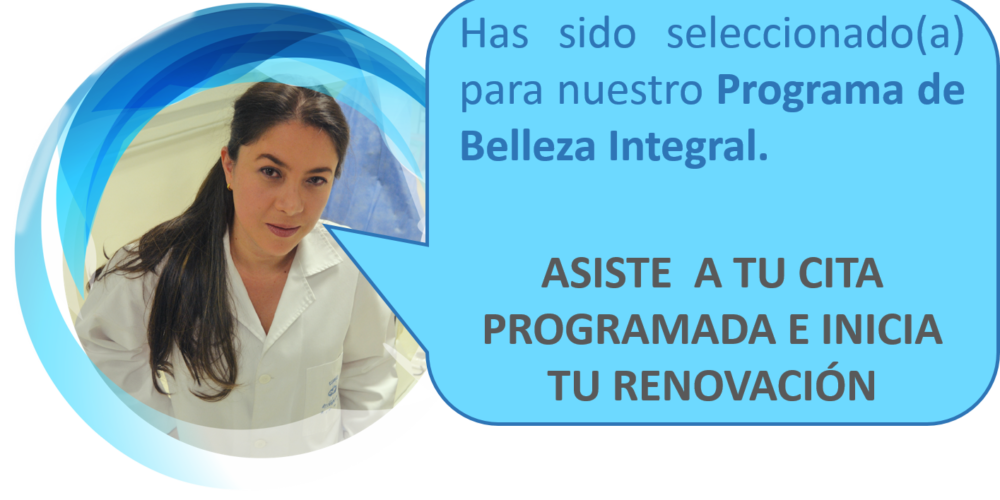 Has sido seleccionado(a)
para nuestro Programa de
Belleza Integral.
ASISTE A TU CITA
PROGRAMADA E INICIA
TU RENOVACIÓN